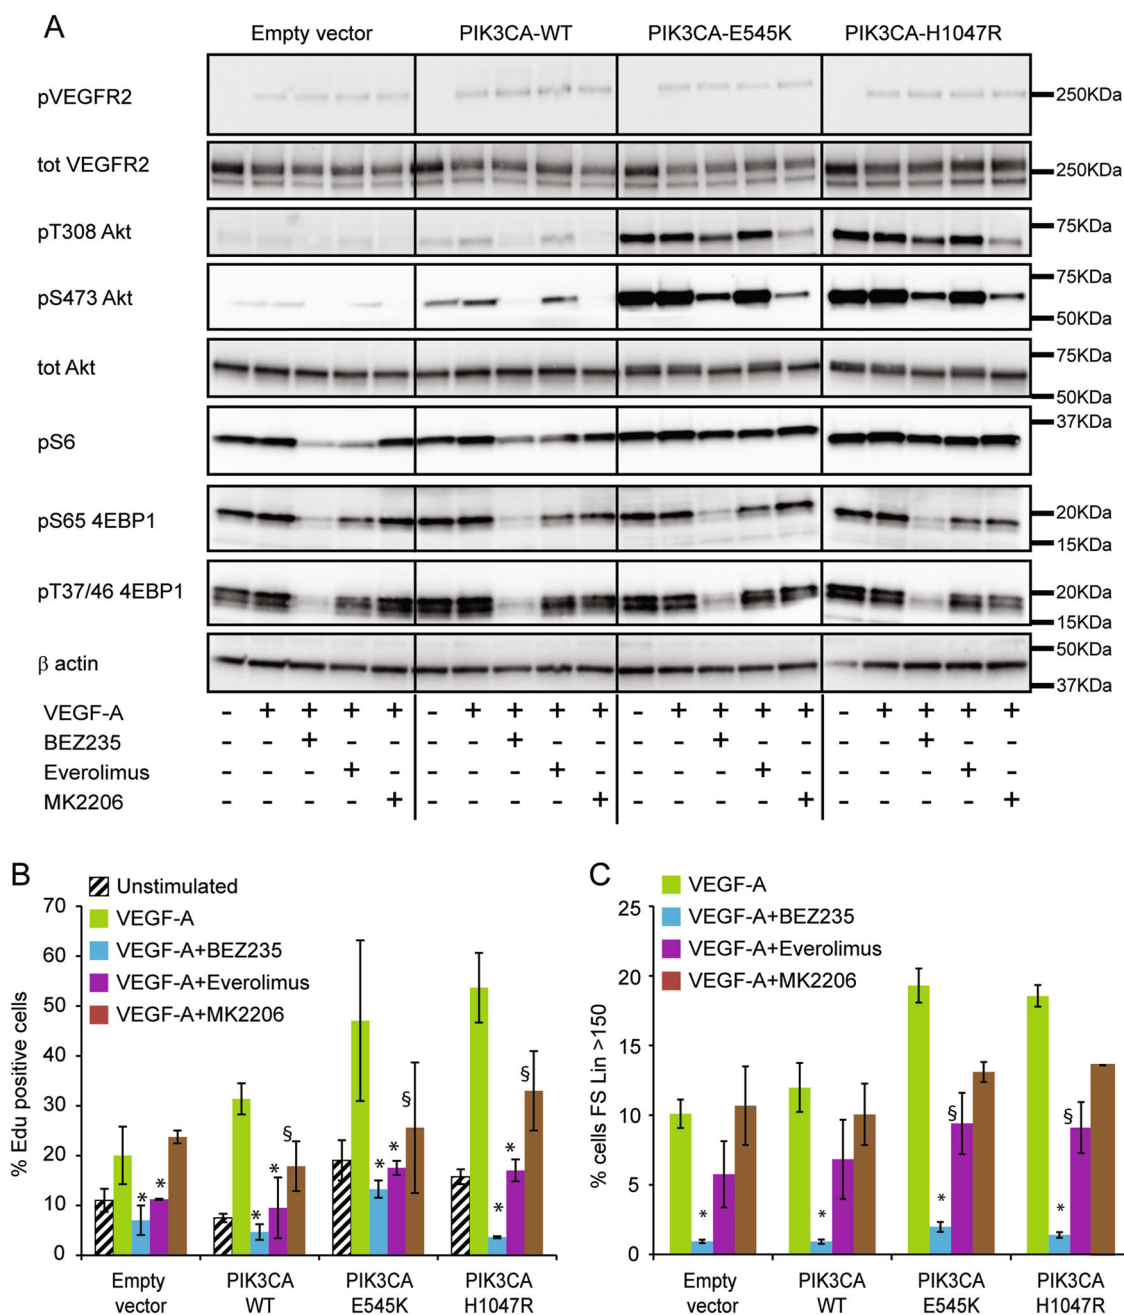 A
Empty vector PIK3CA-WT PIK3CA-E545K PIK3CA-H1047R
pVEGFR2 250KDa
tot VEGFR2 250KDa
pT308 Akt 75KDa
pS473 Akt 75KDa
50KDa
tot Akt 75KDa
50KDa
pS6 37KDa
pS65 4EBP1 20KDa
15KDa
pT37/46 4EBP1 20KDa
15KDa
β actin 50KDa
37KDa
VEGF-A - + + + + - + + + + - + + + + - + + + +
BEZ235 - - + - - - - + - - - - + - - - - + - -
Everolimus - - - + - - - - + - - - - + - - - - + -
MK2206 - - - - + - - - - + - - - - + - - - - +
B
Unstimulated
VEGF-A
VEGF-A+BEZ235
VEGF-A+Everolimus
VEGF-A+MK2206
% Edu positive cells
70
60
50
40
30
20
10
0
* * * * § * * § * * §
Empty vector
PIK3CA WT
PIK3CA E545K
PIK3CA H1047R
C
VEGF-A
VEGF-A+BEZ235
VEGF-A+Everolimus
VEGF-A+MK2206
% cells FS Lin >150
25
20
15
10
5
0
* * * § * §
Empty vector
PIK3CA WT
PIK3CA E545K
PIK3CA H1047R